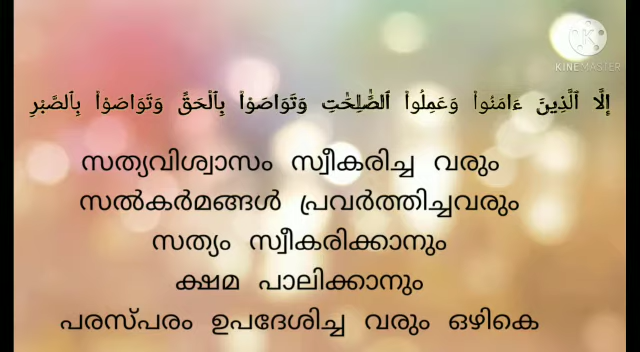 KINEMASTER
إِلَّا ٱلَّذِينَ ءَامَنُوا۟ وَعَمِلُوا۟ ٱلصَّٰلِحَٰتِ وَتَوَاصَوْا۟ بِٱلْحَقِّ وَتَوَاصَوْا۟ بِٱلصَّبْرِ
സത്യവിശ്വാസം സ്വീകരിച്ച വരും
സൽകർമങ്ങൾ പ്രവർത്തിച്ചവരും
സത്യം സ്വീകരിക്കാനും
ക്ഷമ പാലിക്കാനും
പരസ്പരം ഉപദേശിച്ച വരും ഒഴികെ